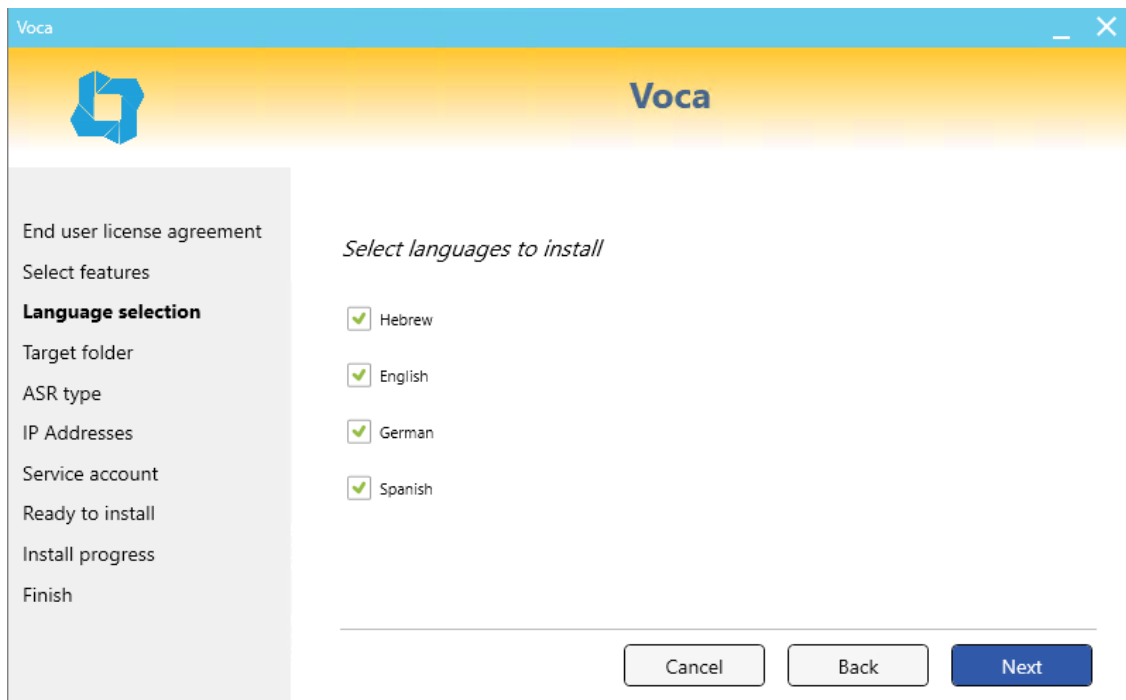 Voca
Voca
End user license agreement
Select features
Language selection
Target folder
ASR type
IP Addresses
Service account
Ready to install
Install progress
Finish
Select languages to install
Hebrew
English
German
Spanish
Cancel
Back
Next